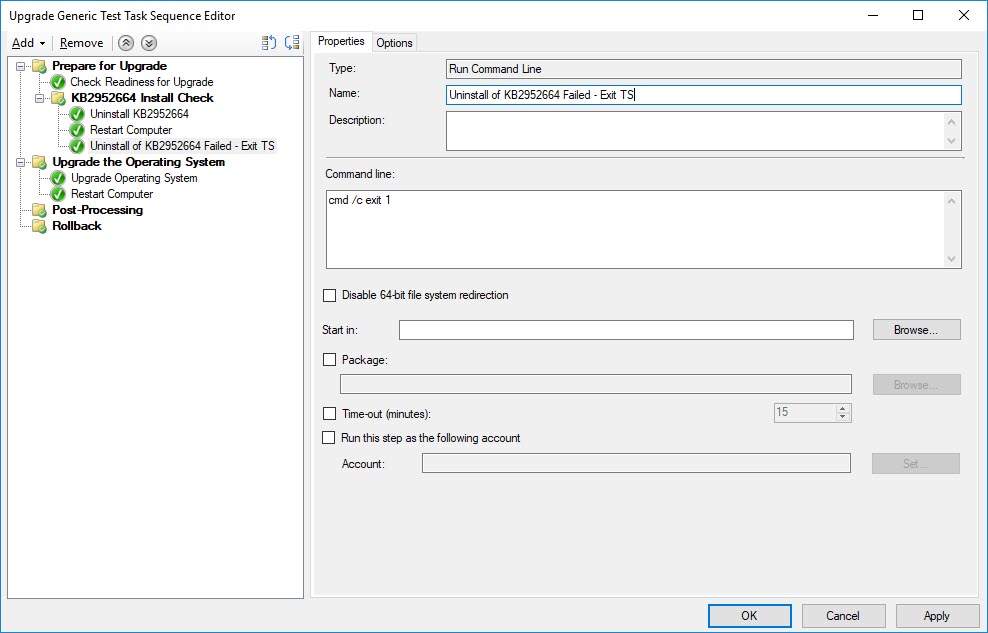 Upgrade Generic Test Task Sequence Editor
Add Remove
Prepare for Upgrade
Check Readiness for Upgrade
KB2952664 Install Check
Uninstall KB2952664
Restart Computer
Uninstall of KB2952664 Failed - Exit TS
Upgrade the Operating System
Upgrade Operating System
Restart Computer
Post-Processing
Rollback
Properties Options
Type: Run Command Line
Name: Uninstall of KB2952664 Failed - Exit TS
Description:
Command line:
cmd /c exit 1
Disable 64-bit file system redirection
Start in: Browse...
Package:
Browse...
Time-out (minutes): 15
Run this step as the following account
Account: Set...
OK Cancel Apply